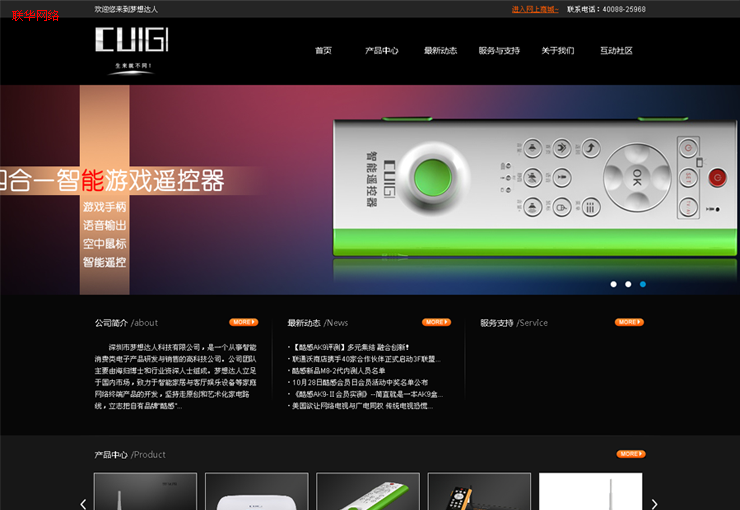 联华网络
欢迎您来到梦想达人
进入网上商城~ 联系电话：40088-25968
CUIGI
生来就不同！
首页 产品中心 最新动态 服务与支持 关于我们 互动社区
四合一智能游戏遥控器
游戏手柄
语音输出
空中鼠标
智能遥控
CUIGI
智能遥控器
OK
公司简介 /about MORE
深圳市梦想达人科技有限公司，是一个从事智能
消费类电子产品研发与销售的高科技公司。公司团队
主要由海归博士和行业资深人士组成。梦想达人立足
于国内市场，致力于智能家居与客厅娱乐设备等家庭
网络终端产品的开发，坚持走原创和艺术化家电路
线，立志把自有品牌"酷感"...
最新动态 /News MORE
· 【酷感AK9评测】多元集结 融合创新!
· 联通沃商店携手40家合作伙伴正式启动3F联盟...
· 酷感新品M8-2代内测人员名单
· 10月28日酷感会员日会员活动中奖名单公布
· 《酷感AK9-Ⅱ会员实测》--简直就是一本AK9盒...
· 美国欲让网络电视与广电同权 传统电视恐慌...
服务支持 /Service MORE
产品中心 /Product MORE